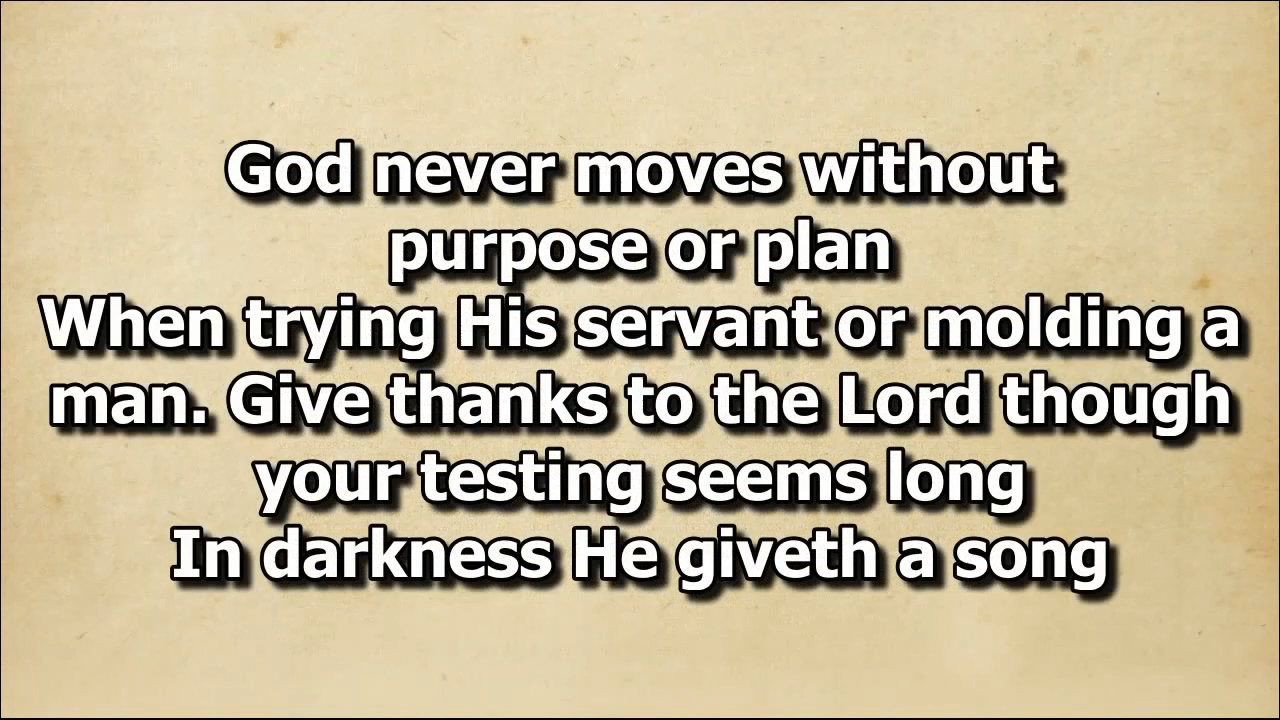 God never moves without
purpose or plan
When trying His servant or molding a
man. Give thanks to the Lord though
your testing seems long
In darkness He giveth a song